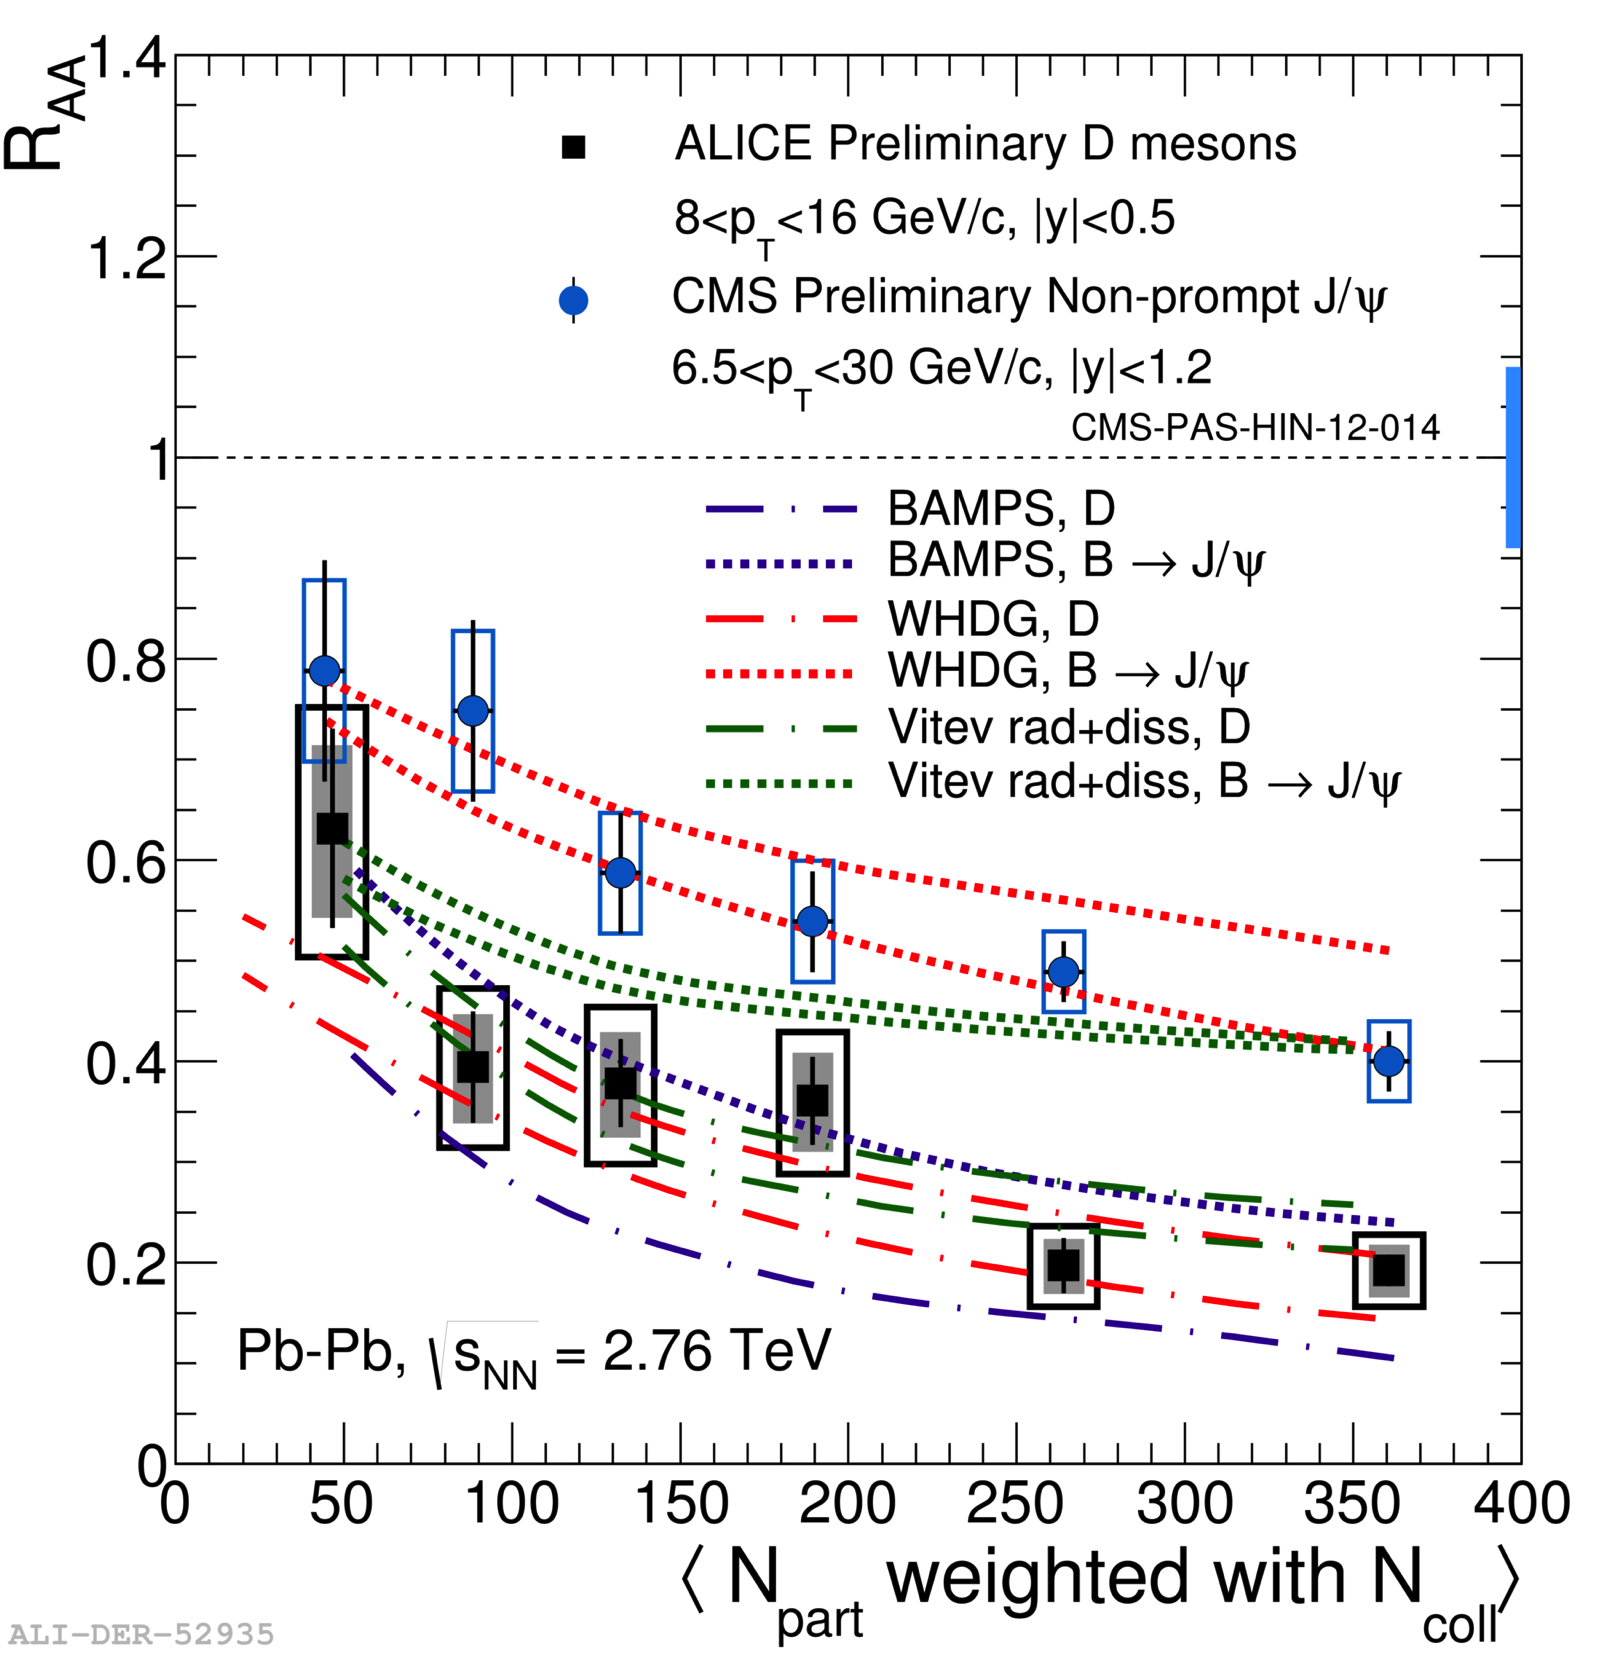 R_AA
1.4
1.2
1
0.8
0.6
0.4
0.2
0
ALICE Preliminary D mesons
8<p_T<16 GeV/c, |y|<0.5
CMS Preliminary Non-prompt J/ψ
6.5<p_T<30 GeV/c, |y|<1.2
CMS-PAS-HIN-12-014
BAMPS, D
BAMPS, B → J/ψ
WHDG, D
WHDG, B → J/ψ
Vitev rad+diss, D
Vitev rad+diss, B → J/ψ
Pb-Pb, √s_NN = 2.76 TeV
0 50 100 150 200 250 300 350 400
⟨ N_part weighted with N_coll⟩
ALI-DER-52935